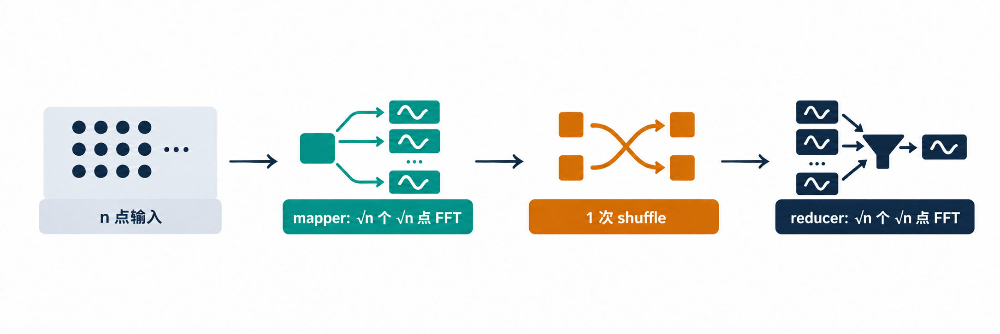 n 点输入
mapper: √n 个 √n 点 FFT
1 次 shuffle
reducer: √n 个 √n 点 FFT